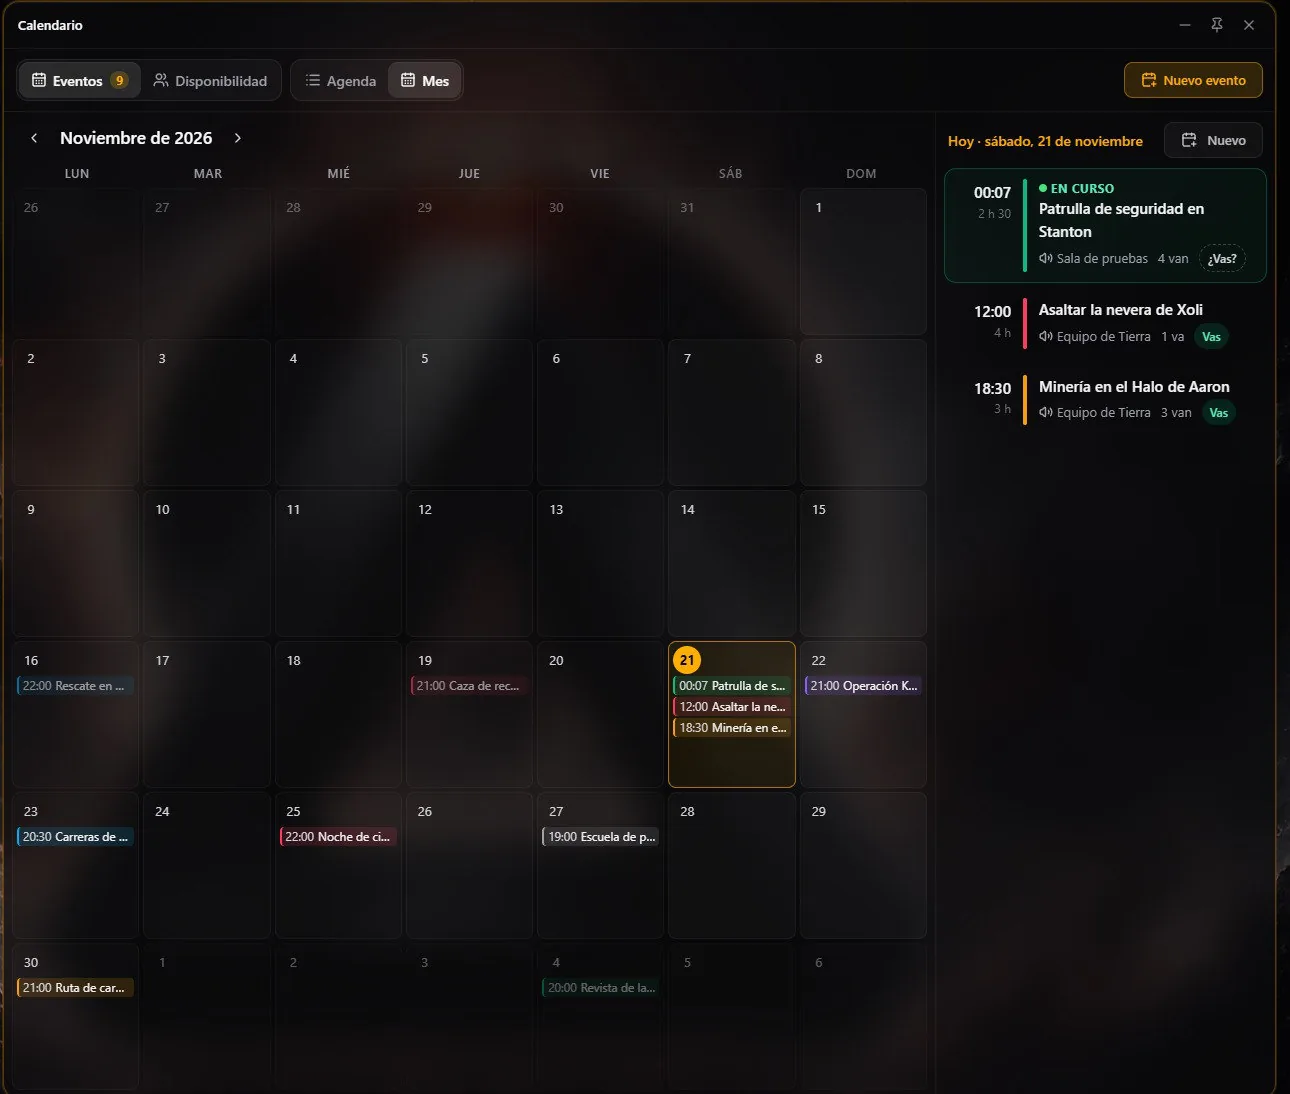 Calendario
Eventos 9 Disponibilidad Agenda Mes Nuevo evento
Noviembre de 2026
LUN MAR MIÉ JUE VIE SÁB DOM
26 27 28 29 30 31 1
2 3 4 5 6 7 8
9 10 11 12 13 14 15
16 17 18 19 20 21 22
22:00 Rescate en ... 21:00 Caza de rec... 00:07 Patrulla de s... 21:00 Operación K...
12:00 Asaltar la ne...
18:30 Minería en e...
23 24 25 26 27 28 29
20:30 Carreras de ... 22:00 Noche de ci... 19:00 Escuela de p...
30 1 2 3 4 5 6
21:00 Ruta de car... 20:00 Revista de la...
Hoy · sábado, 21 de noviembre Nuevo
00:07 EN CURSO
2 h 30 Patrulla de seguridad en
Stanton
Sala de pruebas 4 van ¿Vas?
12:00 Asaltar la nevera de Xoli
4 h Equipo de Tierra 1 va Vas
18:30 Minería en el Halo de Aaron
3 h Equipo de Tierra 3 van Vas